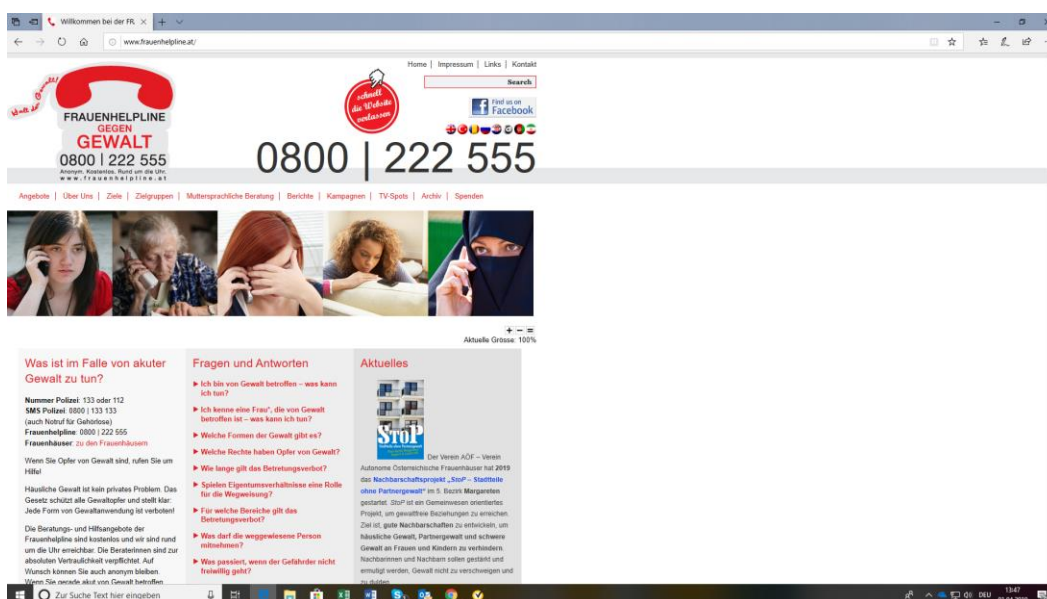 Willkommen bei der FR
www.frauenhelpline.at/
Home | Impressum | Links | Kontakt
Search
schnell
die Website
verlassen
Find us on
Facebook
FRAUENHELPLINE
GEGEN
GEWALT
0800 | 222 555
Anonym. Kostenlos. Rund um die Uhr.
www.frauenhelpline.at
0800 | 222 555
Angebote | Über Uns | Ziele | Zielgruppen | Muttersprachliche Beratung | Berichte | Kampagnen | TV-Spots | Archiv | Spenden
+ − =
Aktuelle Grösse: 100%
Was ist im Falle von akuter
Gewalt zu tun?
Nummer Polizei: 133 oder 112
SMS Polizei: 0800 | 133 133
(auch Notruf für Gehörlose)
Frauenhelpline: 0800 | 222 555
Frauenhäuser: zu den Frauenhäusern
Wenn Sie Opfer von Gewalt sind, rufen Sie um
Hilfe!
Häusliche Gewalt ist kein privates Problem. Das
Gesetz schützt alle Gewaltopfer und stellt klar:
Jede Form von Gewaltanwendung ist verboten!
Die Beratungs- und Hilfsangebote der
Frauenhelpline sind kostenlos und wir sind rund
um die Uhr erreichbar. Die Beraterinnen sind zur
absoluten Vertraulichkeit verpflichtet. Auf
Wunsch können Sie auch anonym bleiben.
Wenn Sie gerade akut von Gewalt betroffen
Fragen und Antworten
Ich bin von Gewalt betroffen – was kann
ich tun?
Ich kenne eine Frau", die von Gewalt
betroffen ist – was kann ich tun?
Welche Formen der Gewalt gibt es?
Welche Rechte haben Opfer von Gewalt?
Wie lange gilt das Betretungsverbot?
Spielen Eigentumsverhältnisse eine Rolle
für die Wegweisung?
Für welche Bereiche gilt das
Betretungsverbot?
Was darf die weggewiesene Person
mitnehmen?
Was passiert, wenn der Gefährder nicht
freiwillig geht?
Aktuelles
StoP
Der Verein AÖF – Verein
Autonome Österreichische Frauenhäuser hat 2019
das Nachbarschaftsprojekt „StoP – Stadtteile
ohne Partnergewalt“ im 5. Bezirk Margareten
gestartet. StoP ist ein Gemeinwesen orientiertes
Projekt, um gewaltfreie Beziehungen zu erreichen.
Ziel ist, gute Nachbarschaften zu entwickeln, um
häusliche Gewalt, Partnergewalt und schwere
Gewalt an Frauen und Kindern zu verhindern.
Nachbarinnen und Nachbarn sollen gestärkt und
ermutigt werden, Gewalt nicht zu verschweigen und
zu dulden.
Zur Suche Text hier eingeben
DEU
13:47